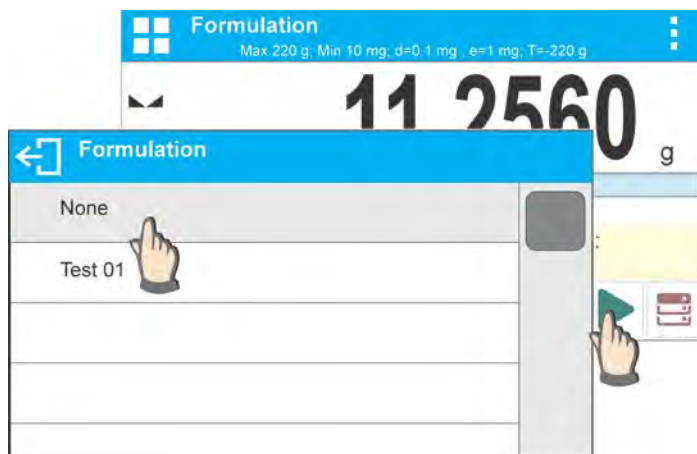 Formulation
Max 220 g; Min 10 mg; d=0.1 mg , e=1 mg; T=-220 g
11.2560
g
Formulation
None
Test 01
: